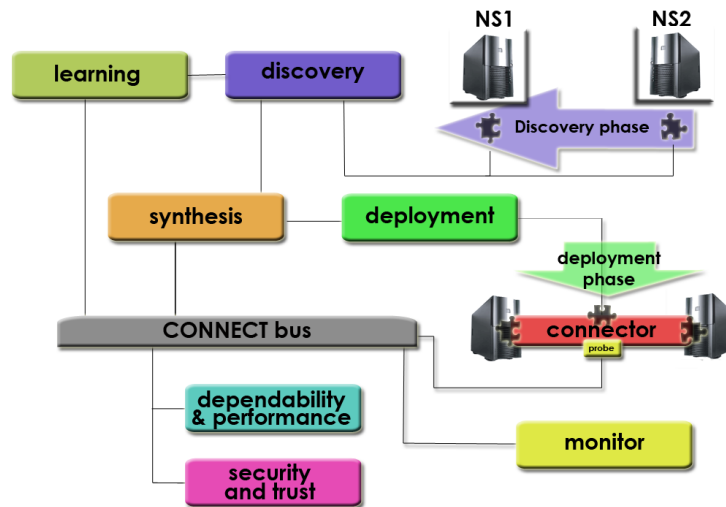 NS1
NS2
learning
discovery
Discovery phase
synthesis
deployment
deployment
phase
CONNECT bus
connector
probe
dependability
& performance
monitor
security
and trust